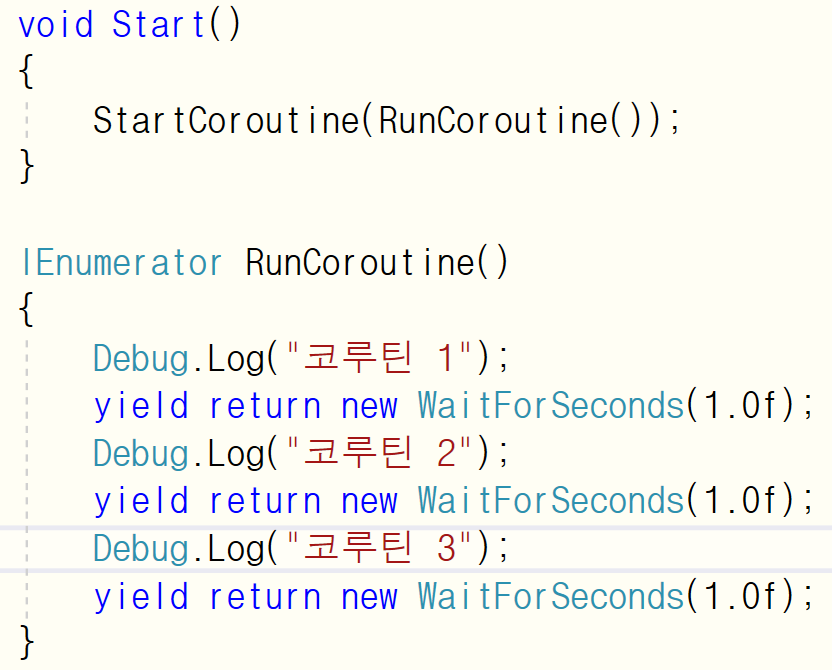 void Start()
{
    StartCoroutine(RunCoroutine());
}

IEnumerator RunCoroutine()
{
    Debug.Log("코루틴 1");
    yield return new WaitForSeconds(1.0f);
    Debug.Log("코루틴 2");
    yield return new WaitForSeconds(1.0f);
    Debug.Log("코루틴 3");
    yield return new WaitForSeconds(1.0f);
}